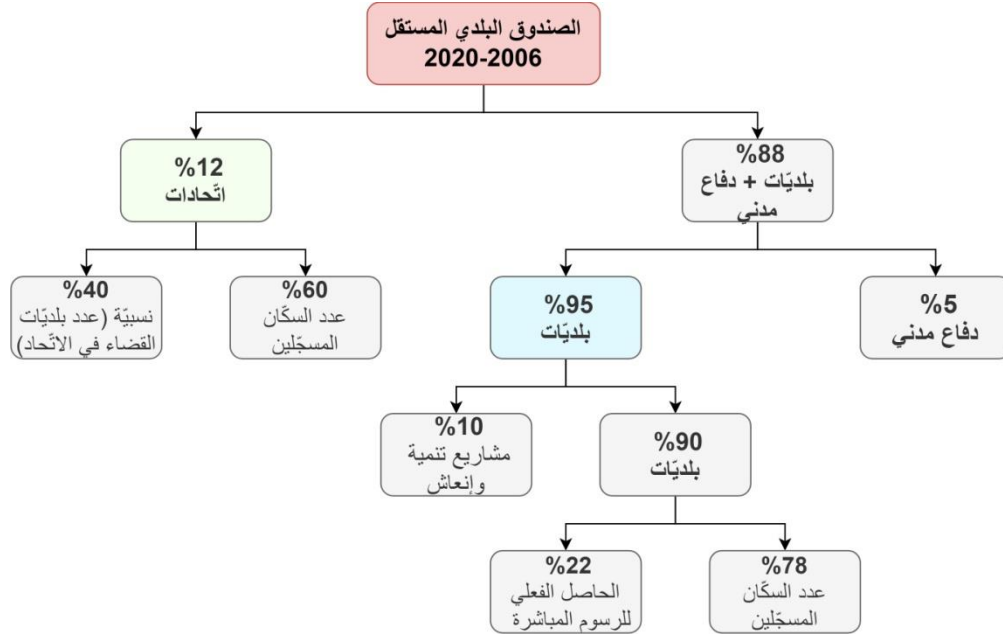 الصندوق البلدي المستقل
2020-2006
%88
بلديّات + دفاع
مدني
%12
اتّحادات
%5
دفاع مدني
%95
بلديّات
%60
عدد السكّان
المسجّلين
%40
نسبيّة (عدد بلديّات
القضاء في الاتّحاد)
%90
بلديّات
%10
مشاريع تنمية
وإنعاش
%78
عدد السكّان
المسجّلين
%22
الحاصل الفعلي
للرسوم المباشرة